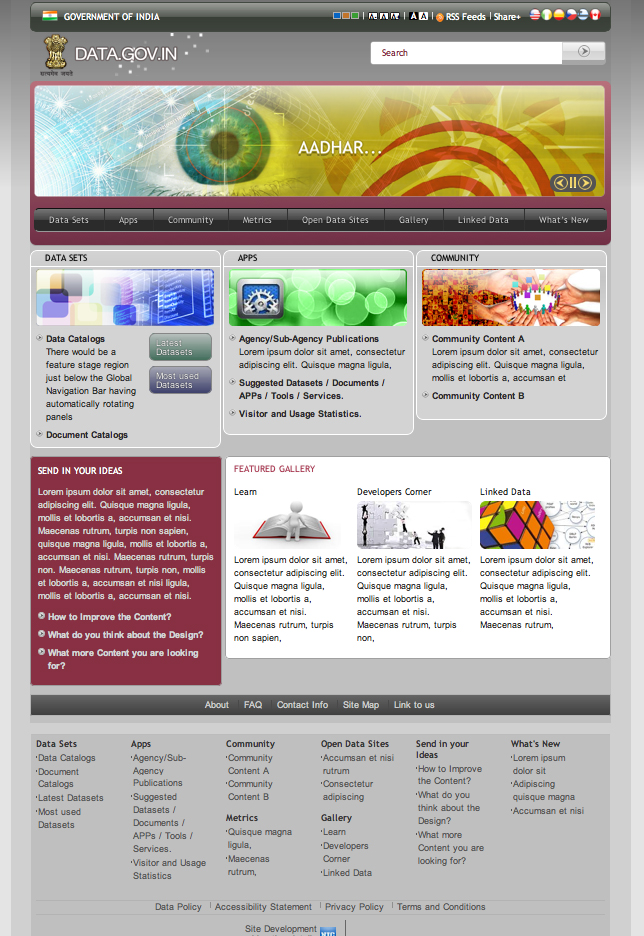 GOVERNMENT OF INDIA
A A A
A A
RSS Feeds
Share+
सत्यमेव जयते
DATA.GOV.IN
Search
AADHAR...
Data Sets
Apps
Community
Metrics
Open Data Sites
Gallery
Linked Data
What's New
DATA SETS
Data Catalogs
There would be a
feature stage region
just below the Global
Navigation Bar having
automatically rotating
panels
Latest
Datasets
Most used
Datasets
Document Catalogs
APPS
Agency/Sub-Agency Publications
Lorem ipsum dolor sit amet, consectetur
adipiscing elit. Quisque magna ligula,
Suggested Datasets / Documents /
APPs / Tools / Services.
Visitor and Usage Statistics.
COMMUNITY
Community Content A
Lorem ipsum dolor sit amet, consectetur
adipiscing elit. Quisque magna ligula,
mollis et lobortis a, accumsan et
Community Content B
SEND IN YOUR IDEAS
Lorem ipsum dolor sit amet, consectetur
adipiscing elit. Quisque magna ligula,
mollis et lobortis a, accumsan et nisi.
Maecenas rutrum, turpis non sapien,
quisque magna ligula, mollis et lobortis a,
accumsan et nisi. Maecenas rutrum, turpis
non. Maecenas rutrum, turpis non, mollis
et lobortis a, accumsan et nisi ligula,
mollis et lobortis a, accumsan et nisi.
How to Improve the Content?
What do you think about the Design?
What more Content you are looking
for?
FEATURED GALLERY
Learn
Lorem ipsum dolor sit amet,
consectetur adipiscing elit.
Quisque magna ligula,
mollis et lobortis a,
accumsan et nisi.
Maecenas rutrum, turpis
non sapien,
Developers Corner
Lorem ipsum dolor sit amet,
consectetur adipiscing elit.
Quisque magna ligula,
mollis et lobortis a,
accumsan et nisi.
Maecenas rutrum, turpis
non,
Linked Data
Lorem ipsum dolor sit amet,
consectetur adipiscing elit.
Quisque magna ligula,
mollis et lobortis a,
accumsan et nisi.
Maecenas rutrum,
About
FAQ
Contact Info
Site Map
Link to us
Data Sets
Data Catalogs
Document
Catalogs
Latest Datasets
Most used
Datasets
Apps
Agency/Sub-
Agency
Publications
Suggested
Datasets /
Documents /
APPs / Tools /
Services.
Visitor and Usage
Statistics
Community
Community
Content A
Community
Content B
Metrics
Quisque magna
ligula,
Maecenas
rutrum,
Open Data Sites
Accumsan et nisi
rutrum
Consectetur
adipiscing
Gallery
Learn
Developers
Corner
Linked Data
Send in your
Ideas
How to Improve
the Content?
What do you
think about the
Design?
What more
Content you are
looking for?
What's New
Lorem ipsum
dolor sit
Adipiscing
quisque magna
Accumsan et nisi
Data Policy
Accessibility Statement
Privacy Policy
Terms and Conditions
Site Development
NIC